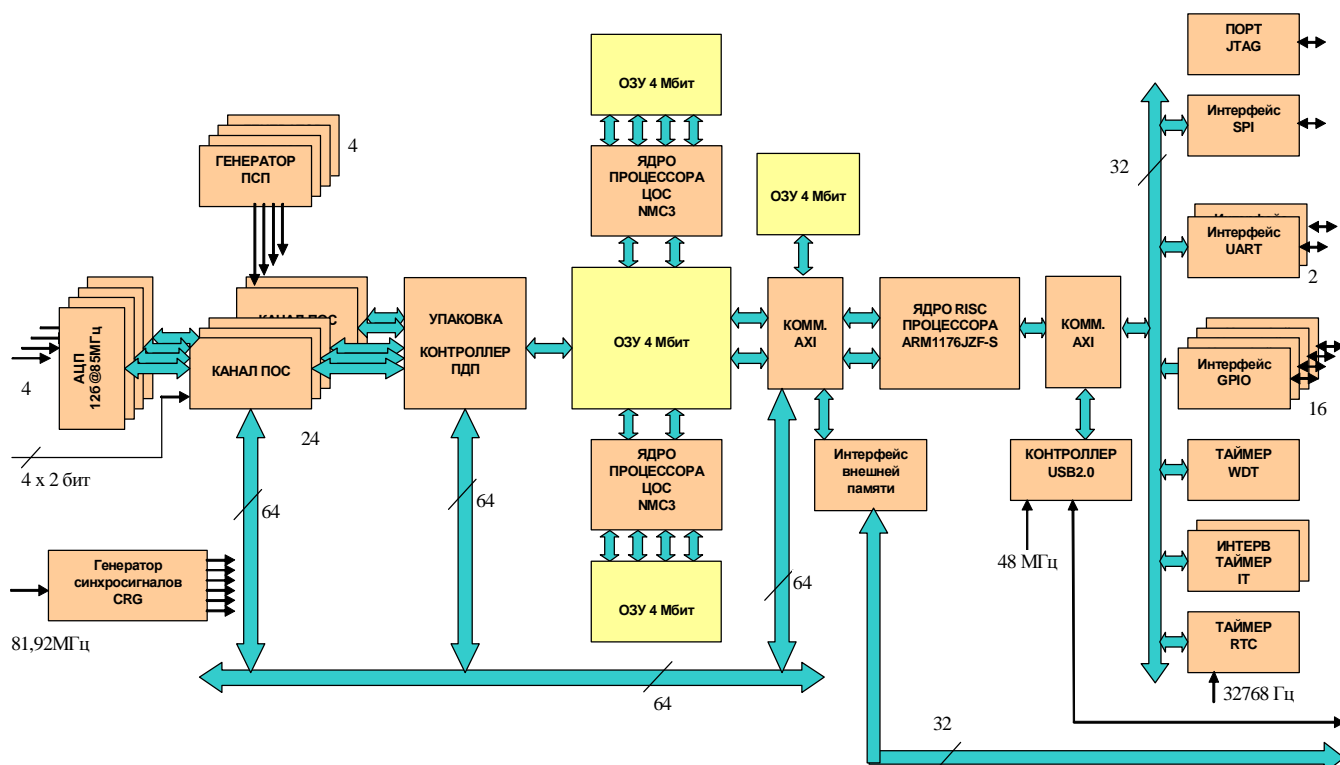 ПОРТ
JTAG
ОЗУ 4 Мбит
Интерфейс
SPI
4
ГЕНЕРАТОР
ПСП
32
ЯДРО
ПРОЦЕССОРА
ЦОС
NMC3
ОЗУ 4 Мбит
Интерфейс
Интерфейс
UART
2
КАНАЛ ПОС
АЦП
12б@85МГц
4
КАНАЛ ПОС
24
УПАКОВКА
КОНТРОЛЛЕР
ПДП
ОЗУ 4 Мбит
КОММ.
AXI
ЯДРО RISC
ПРОЦЕССОРА
ARM1176JZF-S
КОММ.
AXI
Интерфейс
GPIO
16
4 x 2 бит
ЯДРО
ПРОЦЕССОРА
ЦОС
NMC3
Интерфейс
внешней
памяти
КОНТРОЛЛЕР
USB2.0
ТАЙМЕР
WDT
64
64
64
48 МГц
Генератор
синхросигналов
CRG
81,92МГц
ОЗУ 4 Мбит
ИНТЕРВ
ТАЙМЕР
IT
ТАЙМЕР
RTC
32768 Гц
64
32